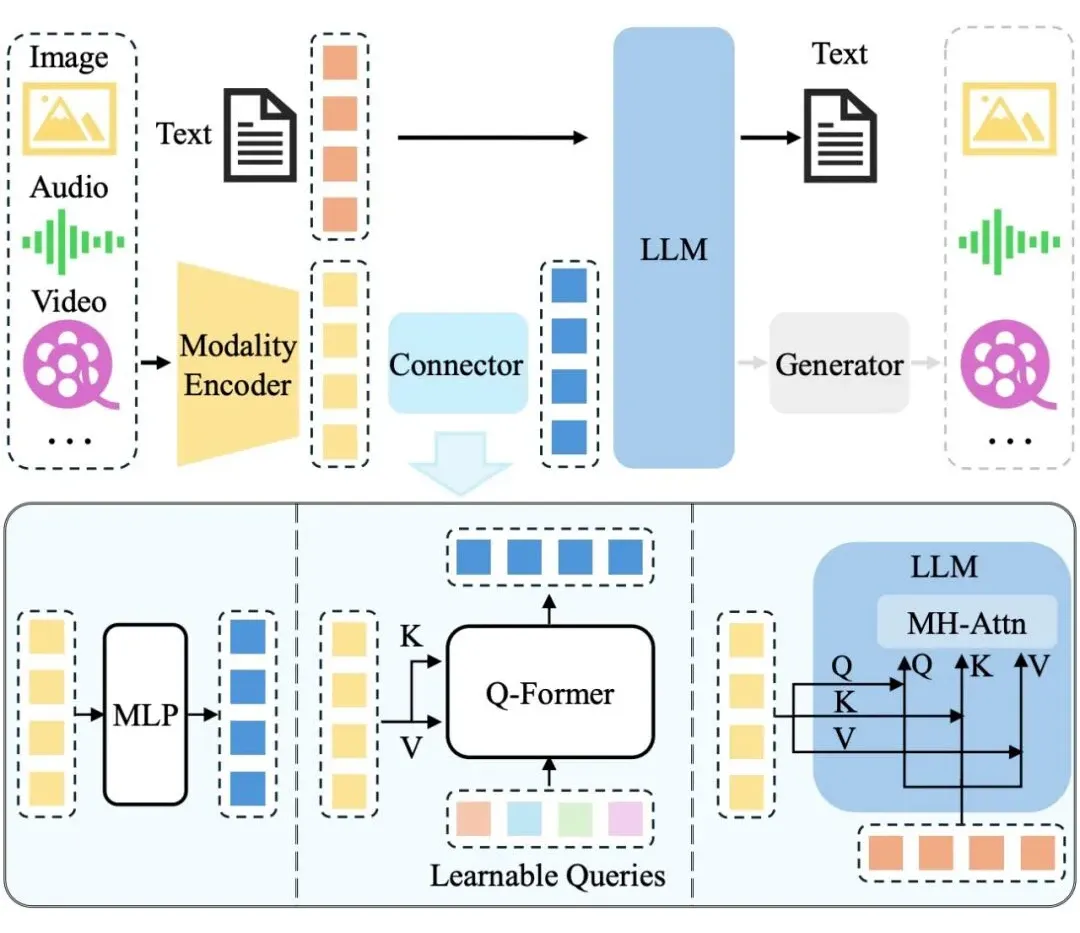 Image
Text
Text
Audio
LLM
Video
Modality
Encoder
Connector
Generator
...
...
LLM
MH-Attn
K
Q
Q
K
V
Q-Former
K
MLP
V
V
Learnable Queries